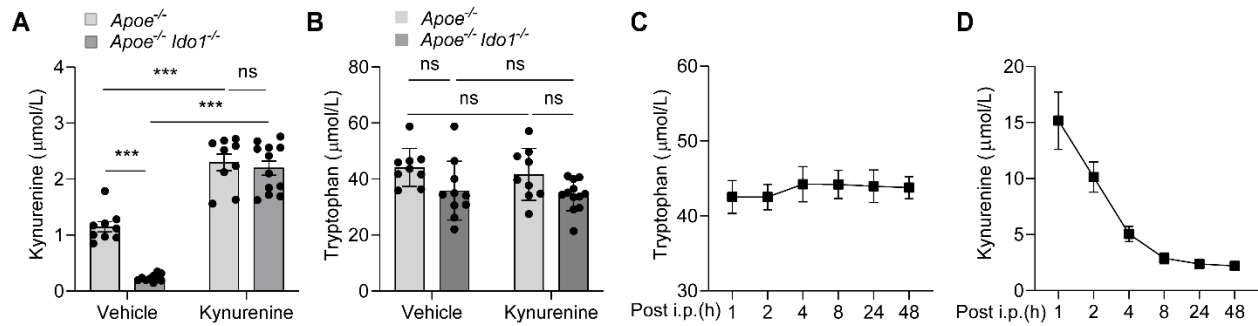 A
Apoe-/-
Apoe-/- Ido1-/-
Kynurenine (μmol/L)
4
3
2
1
0
***
ns
***
***
Vehicle
Kynurenine
B
Apoe-/-
Apoe-/- Ido1-/-
Tryptophan (μmol/L)
80
60
40
20
0
ns
ns
ns
ns
Vehicle
Kynurenine
C
Tryptophan (μmol/L)
60
50
40
30
Post i.p.(h) 1 2 4 8 24 48
D
Kynurenine (μmol/L)
20
15
10
5
0
Post i.p.(h) 1 2 4 8 24 48